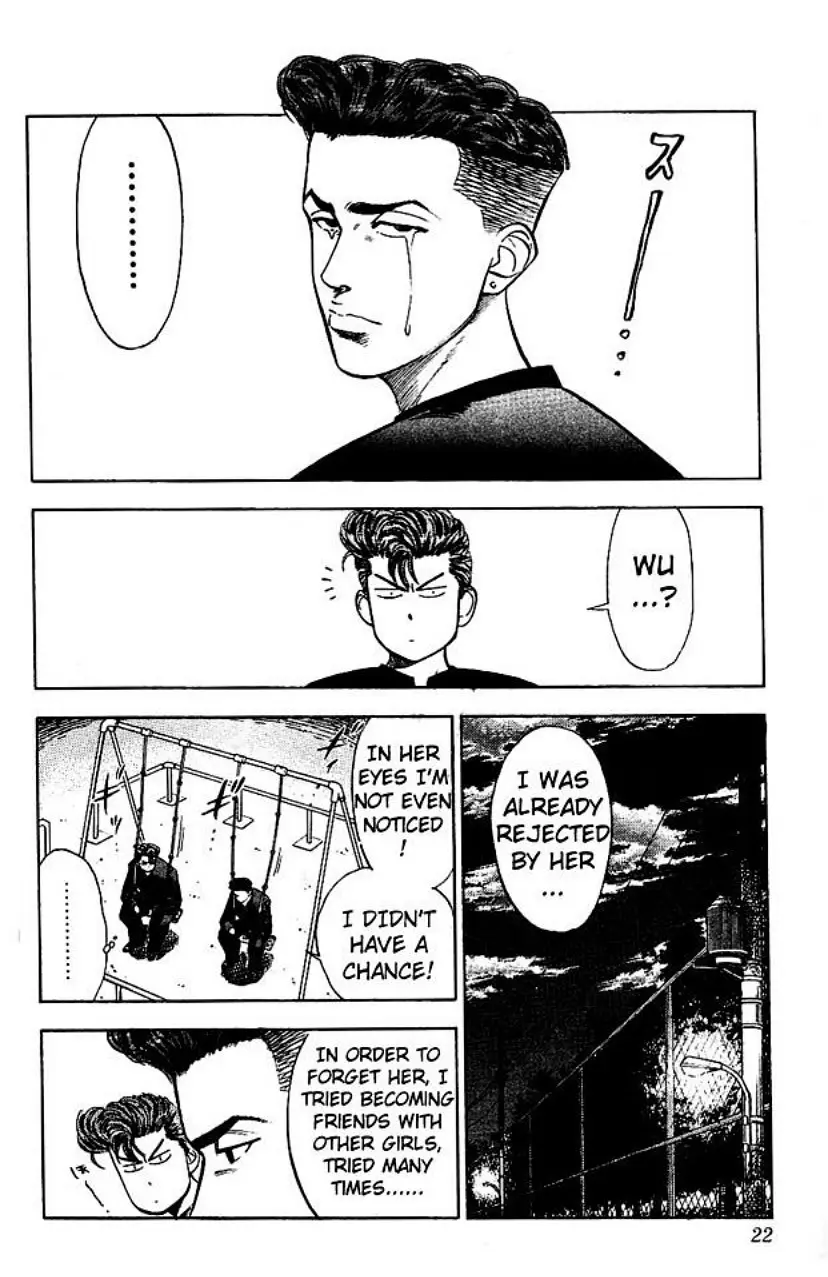 ..........
ス
WU
...?
I WAS
ALREADY
REJECTED
BY HER
...
IN HER
EYES I'M
NOT EVEN
NOTICED
!
I DIDN'T
HAVE A
CHANCE!
..........
IN ORDER TO
FORGET HER, I
TRIED BECOMING
FRIENDS WITH
OTHER GIRLS,
TRIED MANY
TIMES......
22